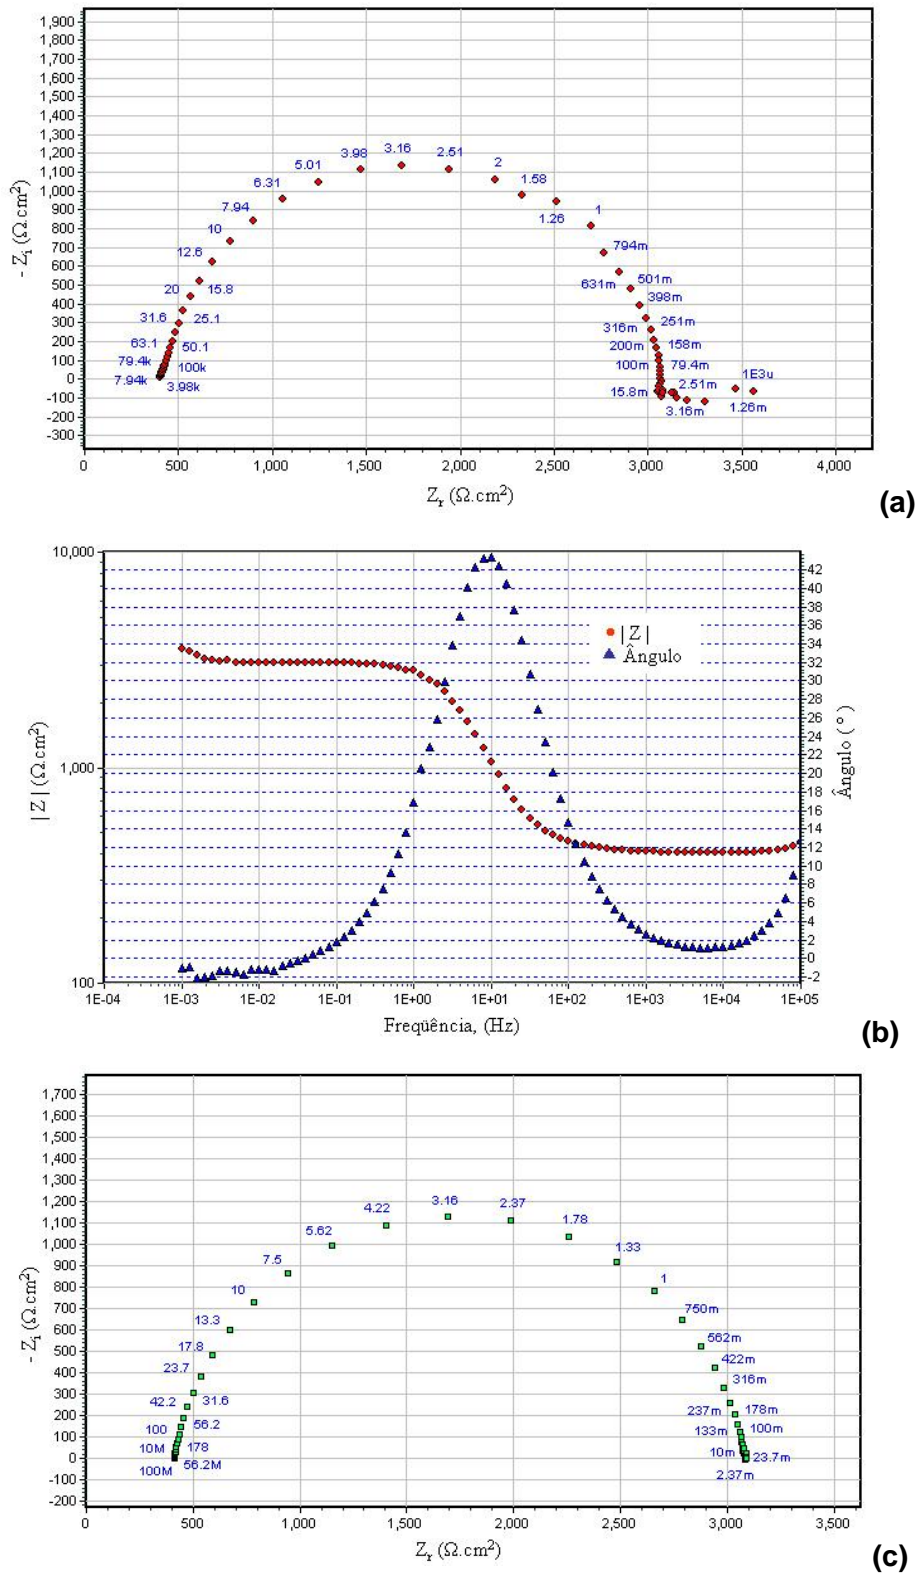 1,900
1,800
1,700
1,600
1,500
1,400
1,300
1,200
1,100
1,000
900
800
700
600
500
400
300
200
100
0
-100
-200
-300
- Zi (Ω.cm²)
3.16
3.98
2.51
5.01
2
6.31
1.58
7.94
1.26
1
10
794m
12.6
631m
501m
20
15.8
398m
31.6
25.1
316m
251m
63.1
50.1
200m
158m
79.4k
100k
100m
79.4m
7.94k
3.98k
15.8m
2.51m
1E3u
3.16m
1.26m
0 500 1,000 1,500 2,000 2,500 3,000 3,500 4,000
Zr (Ω.cm²)
(a)
10,000
1,000
100
|Z| (Ω.cm²)
|Z|
Ângulo
42
40
38
36
34
32
30
28
26
24
22
20
18
16
14
12
10
8
6
4
2
0
-2
Ângulo (°)
1E-04 1E-03 1E-02 1E-01 1E+00 1E+01 1E+02 1E+03 1E+04 1E+05
Freqüência, (Hz)
(b)
1,700
1,600
1,500
1,400
1,300
1,200
1,100
1,000
900
800
700
600
500
400
300
200
100
0
-100
-200
- Zi (Ω.cm²)
3.16
4.22
2.37
5.62
1.78
7.5
1.33
10
1
13.3
750m
17.8
562m
23.7
422m
42.2
31.6
316m
100
56.2
237m
178m
10M
178
133m
100m
100M
56.2M
10m
23.7m
2.37m
0 500 1,000 1,500 2,000 2,500 3,000 3,500
Zr (Ω.cm²)
(c)